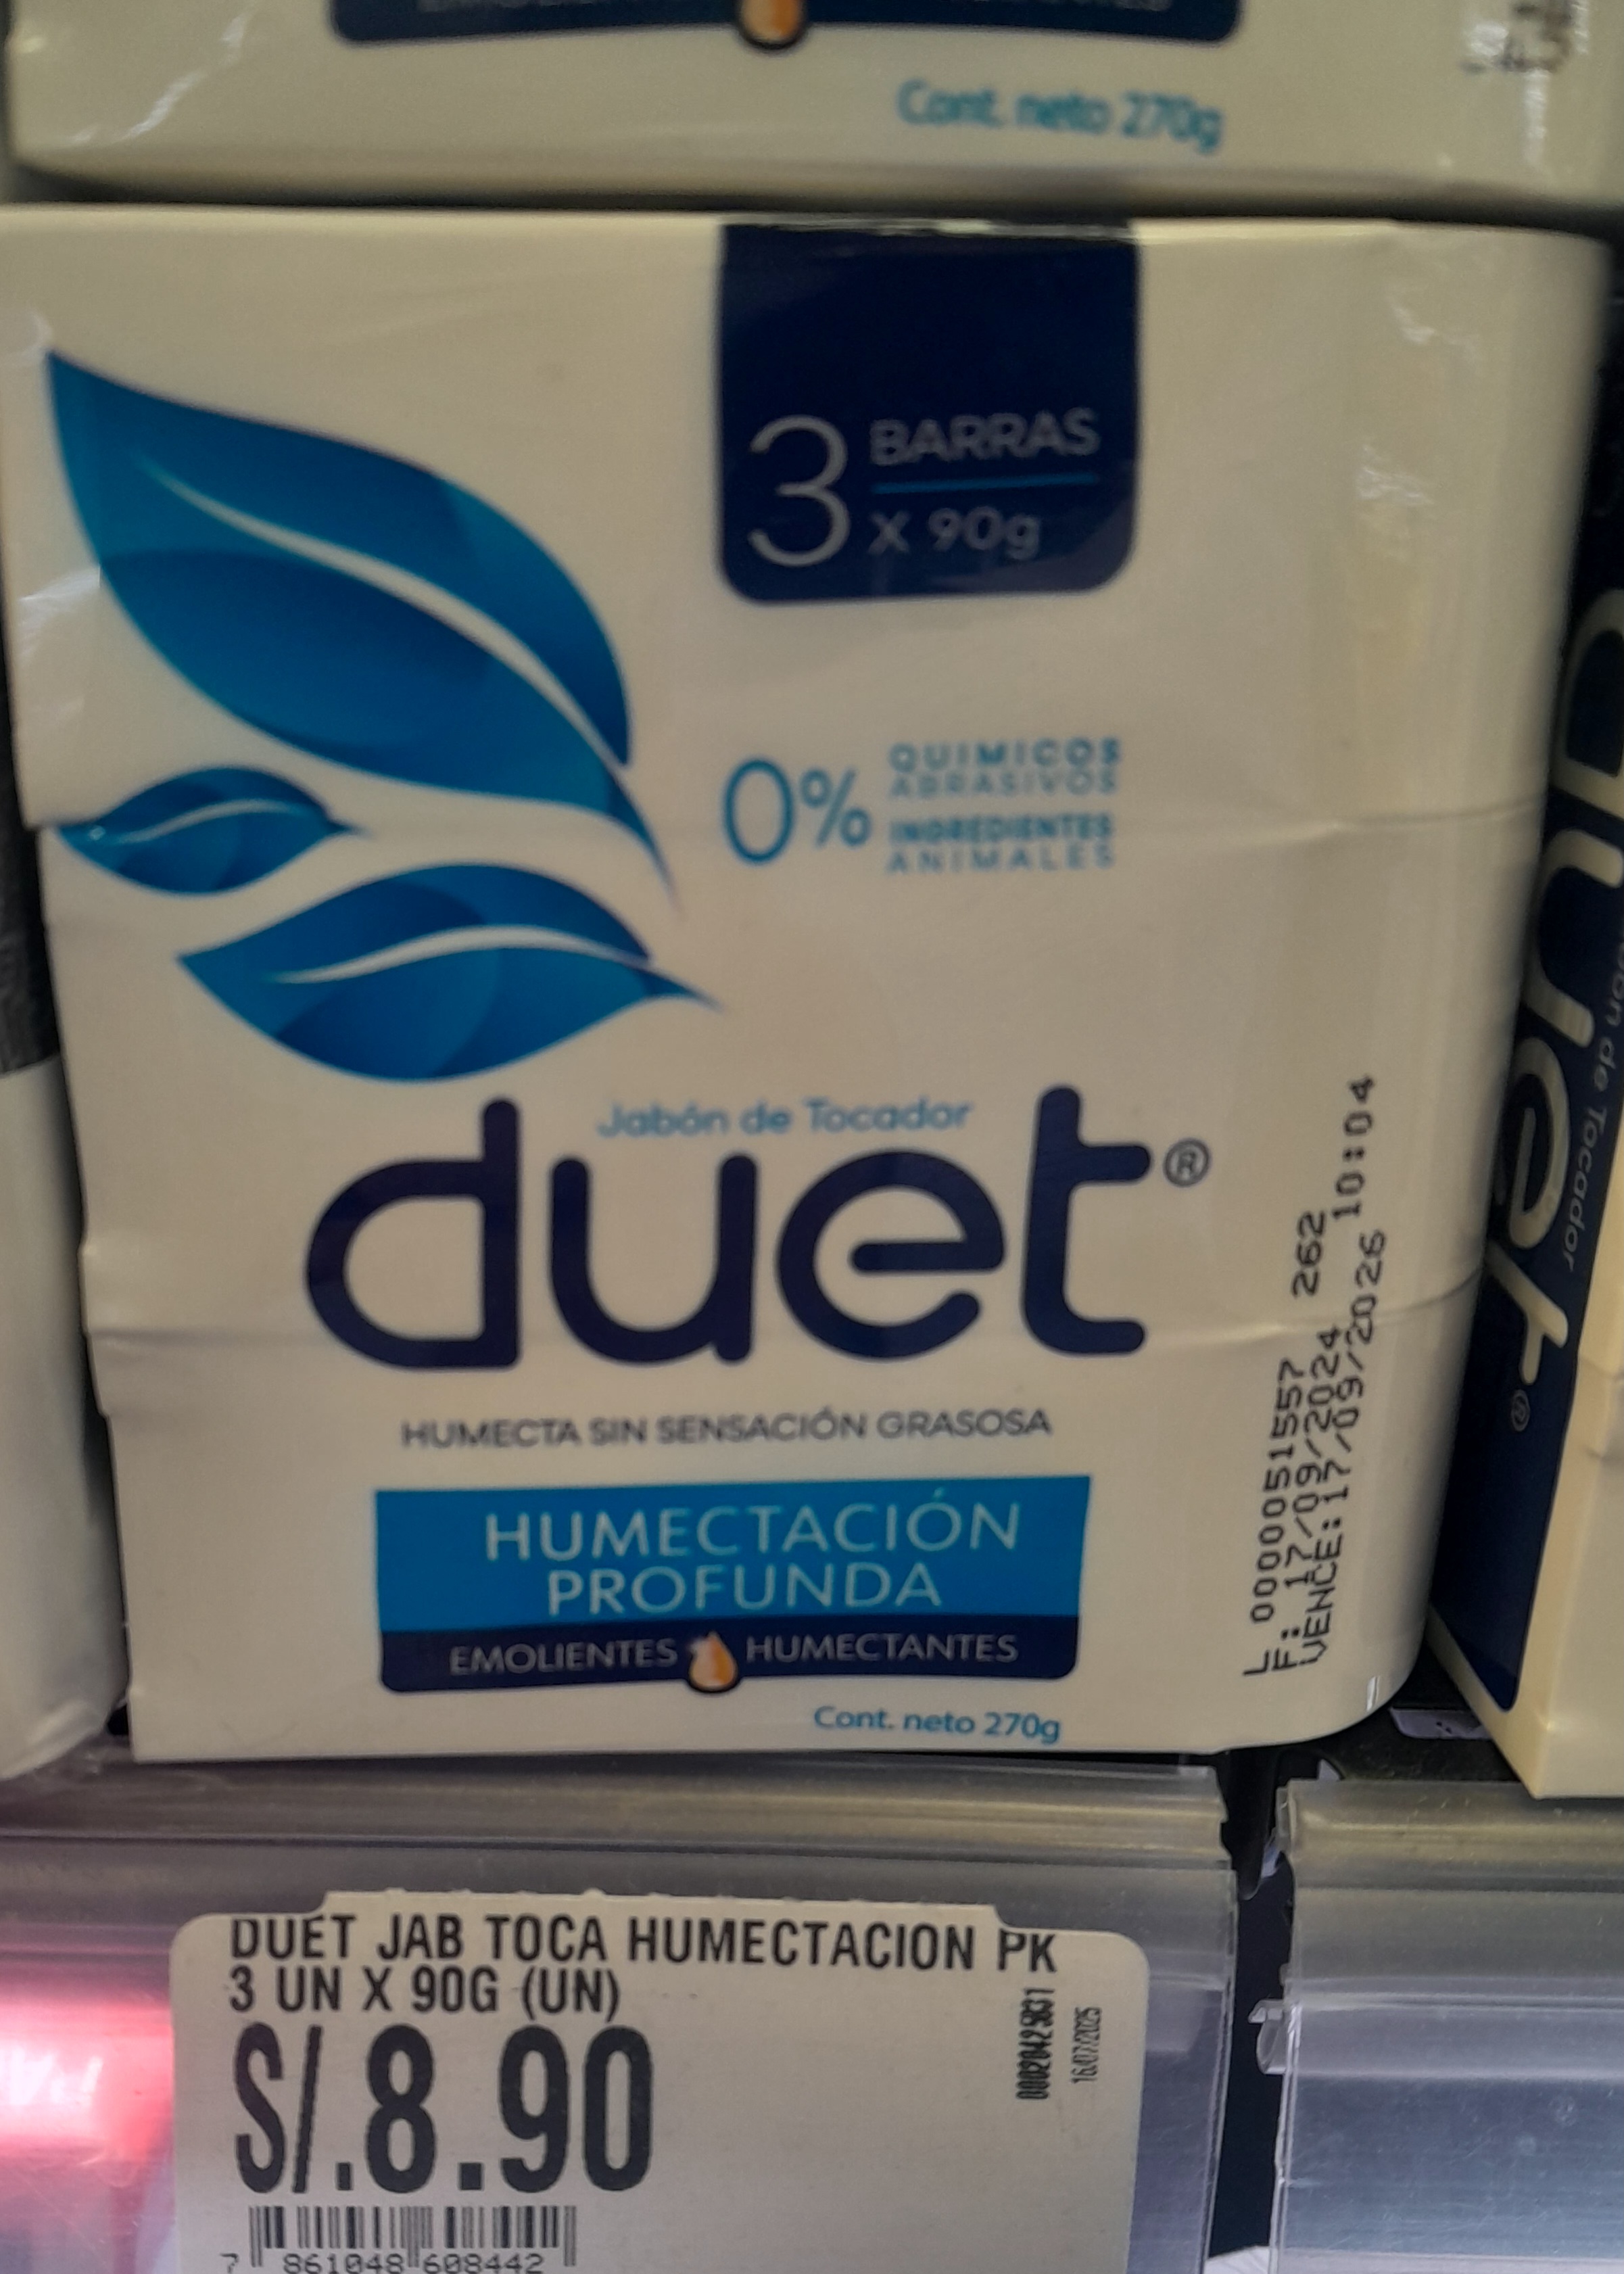 Cont. neto 270g
3 BARRAS
X 90g
0% QUIMICOS
ABRASIVOS
INGREDIENTES
ANIMALES
Jabón de Tocador
duet®
HUMECTA SIN SENSACIÓN GRASOSA
HUMECTACIÓN
PROFUNDA
EMOLIENTES HUMECTANTES
Cont. neto 270g
L 0000051557 262
F: 17/09/2024
VENCE: 17/09/2026 10:04
duet®
de Tocador
DUET JAB TOCA HUMECTACION PK
3 UN X 90G (UN)
S/.8.90
16/07/2025
7 861048 608442